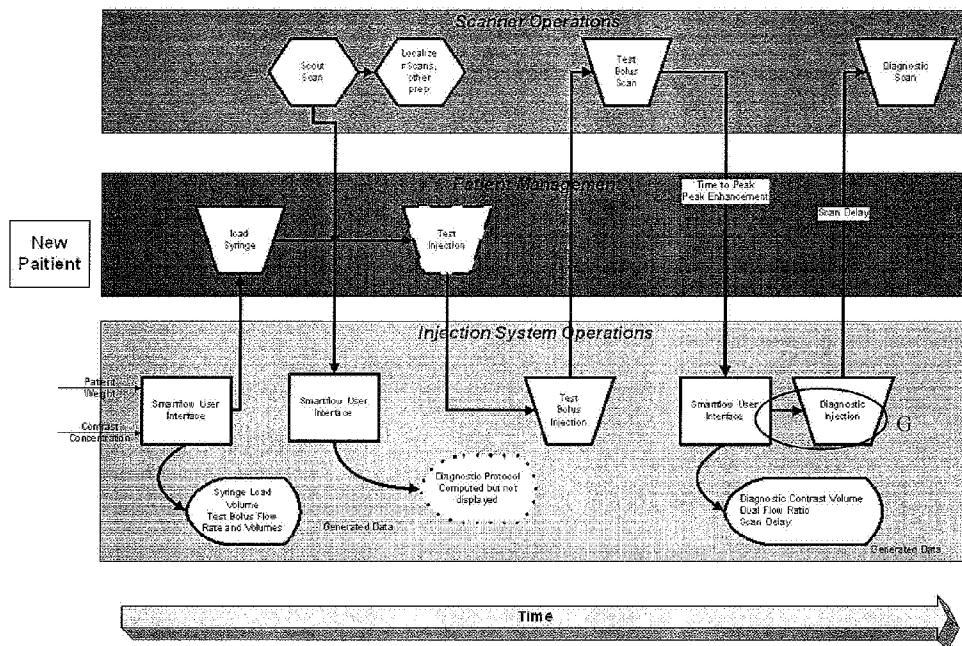 Scanner Operations
Scout
Scan
Localize
rScans,
other
prep
Test
Bolus
Scan
Diagnostic
Scan
Patient Management
Time to Peak
Peak Enhancement
Scan Delay
load
Syringe
Test
Injection
New
Paitient
Injection System Operations
Patient
Weight
Contrast
Concentration
Smartflow User
Interface
Smartflow User
Interface
Test
Bolus
Injection
Smartflow User
Interface
Diagnostic
Injection
G
Syringe Load
Volume
Test Bolus Flow
Rate and Volumes
Generated Data
Diagnostic Protocol
Computed but not
displayed
Diagnostic Contrast Volume
Dual Flow Ratio
Scan Delay
Generated Data
Time